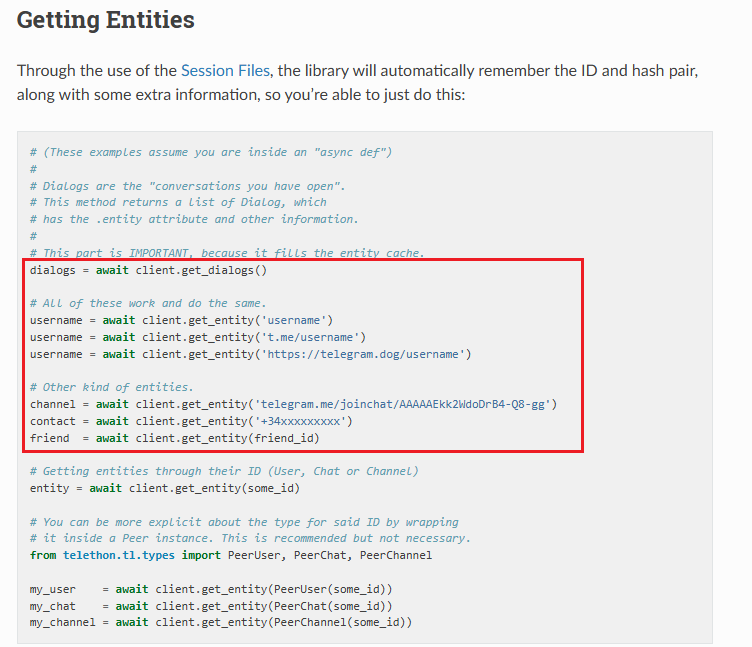 Getting Entities
Through the use of the Session Files, the library will automatically remember the ID and hash pair,
along with some extra information, so you’re able to just do this:
# (These examples assume you are inside an "async def")
#
# Dialogs are the "conversations you have open".
# This method returns a list of Dialog, which
# has the .entity attribute and other information.
#
# This part is IMPORTANT, because it fills the entity cache.
dialogs = await client.get_dialogs()
# All of these work and do the same.
username = await client.get_entity('username')
username = await client.get_entity('t.me/username')
username = await client.get_entity('https://telegram.dog/username')
# Other kind of entities.
channel = await client.get_entity('telegram.me/joinchat/AAAAAEkk2WdoDrB4-Q8-gg')
contact = await client.get_entity('+34xxxxxxxxx')
friend  = await client.get_entity(friend_id)
# Getting entities through their ID (User, Chat or Channel)
entity = await client.get_entity(some_id)
# You can be more explicit about the type for said ID by wrapping
# it inside a Peer instance. This is recommended but not necessary.
from telethon.tl.types import PeerUser, PeerChat, PeerChannel
my_user    = await client.get_entity(PeerUser(some_id))
my_chat    = await client.get_entity(PeerChat(some_id))
my_channel = await client.get_entity(PeerChannel(some_id))